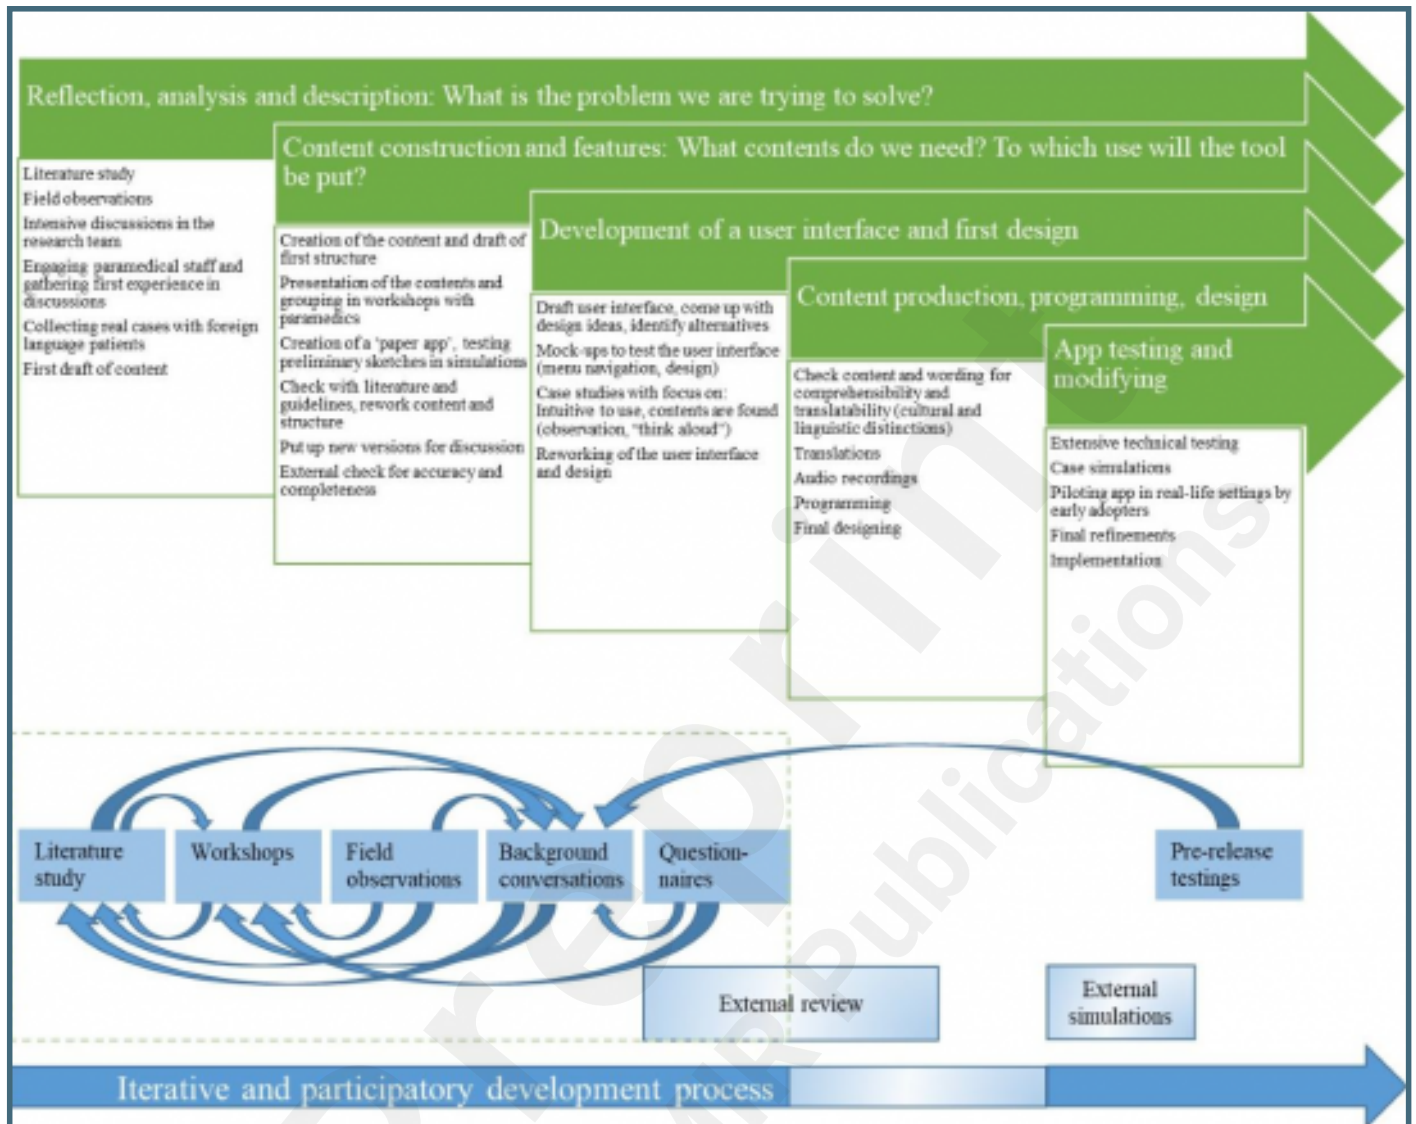 Reflection, analysis and description: What is the problem we are trying to solve?
Literature study
Field observations
Intensive discussions in the
research team
Engaging paramedical staff and
gathering first experience in
discussions
Collecting real cases with foreign
language patients
First draft of content
Content construction and features: What contents do we need? To which use will the tool
be put?
Creation of the content and draft of
first structure
Presentation of the contents and
grouping in workshops with
paramedics
Creation of a 'paper app', testing
preliminary sketches in simulations
Check with literature and
guidelines, rework content and
structure
Put up new versions for discussion
External check for accuracy and
completeness
Development of a user interface and first design
Draft user interface, come up with
design ideas, identify alternatives
Mock-ups to test the user interface
(menu navigation, design)
Case studies with focus on:
Intuitive to use, contents are found
(observation, "think aloud")
Reworking of the user interface
and design
Content production, programming, design
Check content and wording for
comprehensibility and
translatability (cultural and
linguistic distinctions)
Translations
Audio recordings
Programming
Final designing
App testing and
modifying
Extensive technical testing
Case simulations
Piloting app in real-life settings by
early adopters
Final refinements
Implementation
Literature
study
Workshops
Field
observations
Background
conversations
Question-
naires
Pre-release
testings
External review
External
simulations
Iterative and participatory development process
Preprint
JMIR Publications